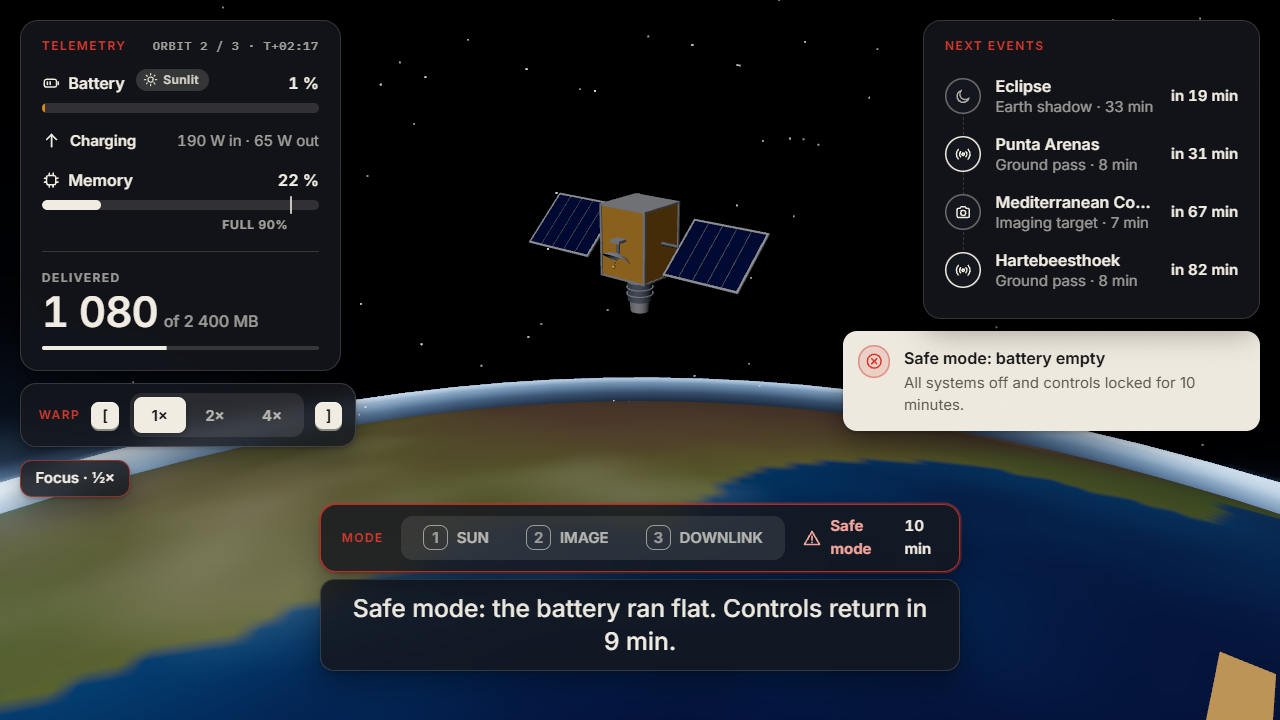 TELEMETRY ORBIT 2 / 3 · T+02:17
Battery Sunlit 1 %
Charging 190 W in · 65 W out
Memory 22 %
FULL 90%
DELIVERED
1 080 of 2 400 MB
WARP [ 1× 2× 4× ]
Focus · ½×
NEXT EVENTS
Eclipse
Earth shadow · 33 min
in 19 min
Punta Arenas
Ground pass · 8 min
in 31 min
Mediterranean Co...
Imaging target · 7 min
in 67 min
Hartebeesthoek
Ground pass · 8 min
in 82 min
Safe mode: battery empty
All systems off and controls locked for 10
minutes.
MODE 1 SUN 2 IMAGE 3 DOWNLINK
Safe
mode
10
min
Safe mode: the battery ran flat. Controls return in
9 min.